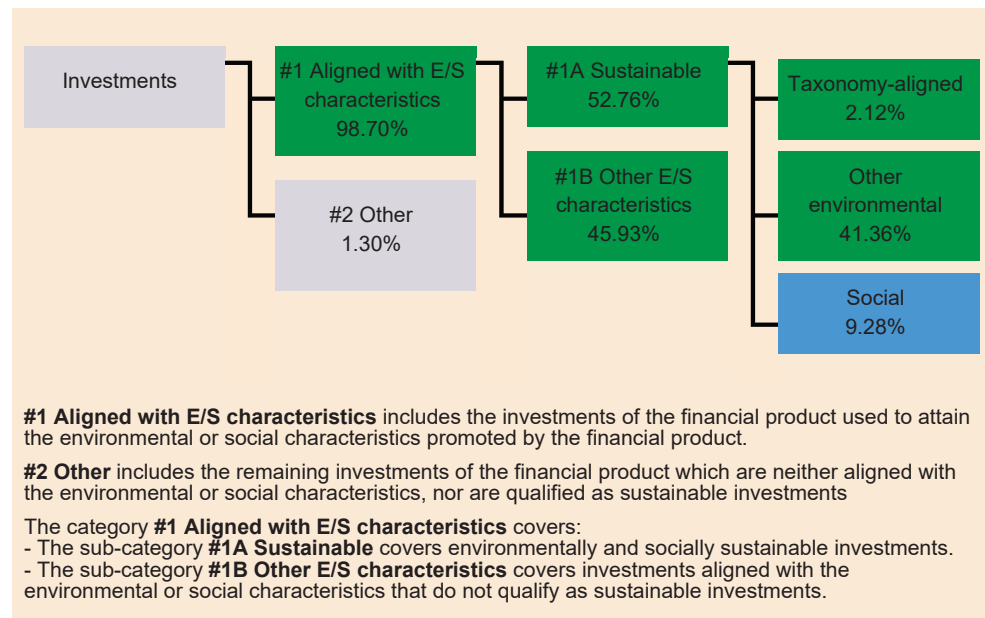 Investments
#1 Aligned with E/S
characteristics
98.70%
#2 Other
1.30%
#1A Sustainable
52.76%
#1B Other E/S
characteristics
45.93%
Taxonomy-aligned
2.12%
Other
environmental
41.36%
Social
9.28%
#1 Aligned with E/S characteristics includes the investments of the financial product used to attain
the environmental or social characteristics promoted by the financial product.
#2 Other includes the remaining investments of the financial product which are neither aligned with
the environmental or social characteristics, nor are qualified as sustainable investments
The category #1 Aligned with E/S characteristics covers:
- The sub-category #1A Sustainable covers environmentally and socially sustainable investments.
- The sub-category #1B Other E/S characteristics covers investments aligned with the
environmental or social characteristics that do not qualify as sustainable investments.